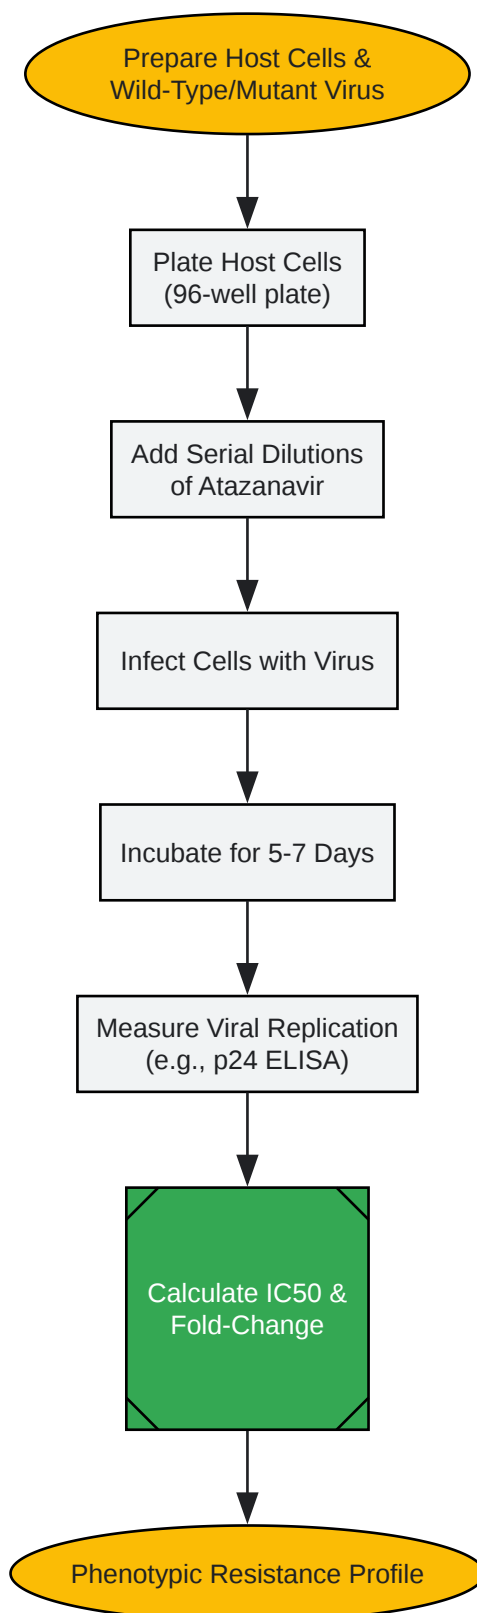 Prepare Host Cells &
Wild-Type/Mutant Virus
Plate Host Cells
(96-well plate)
Add Serial Dilutions
of Atazanavir
Infect Cells with Virus
Incubate for 5-7 Days
Measure Viral Replication
(e.g., p24 ELISA)
Calculate IC50 &
Fold-Change
Phenotypic Resistance Profile